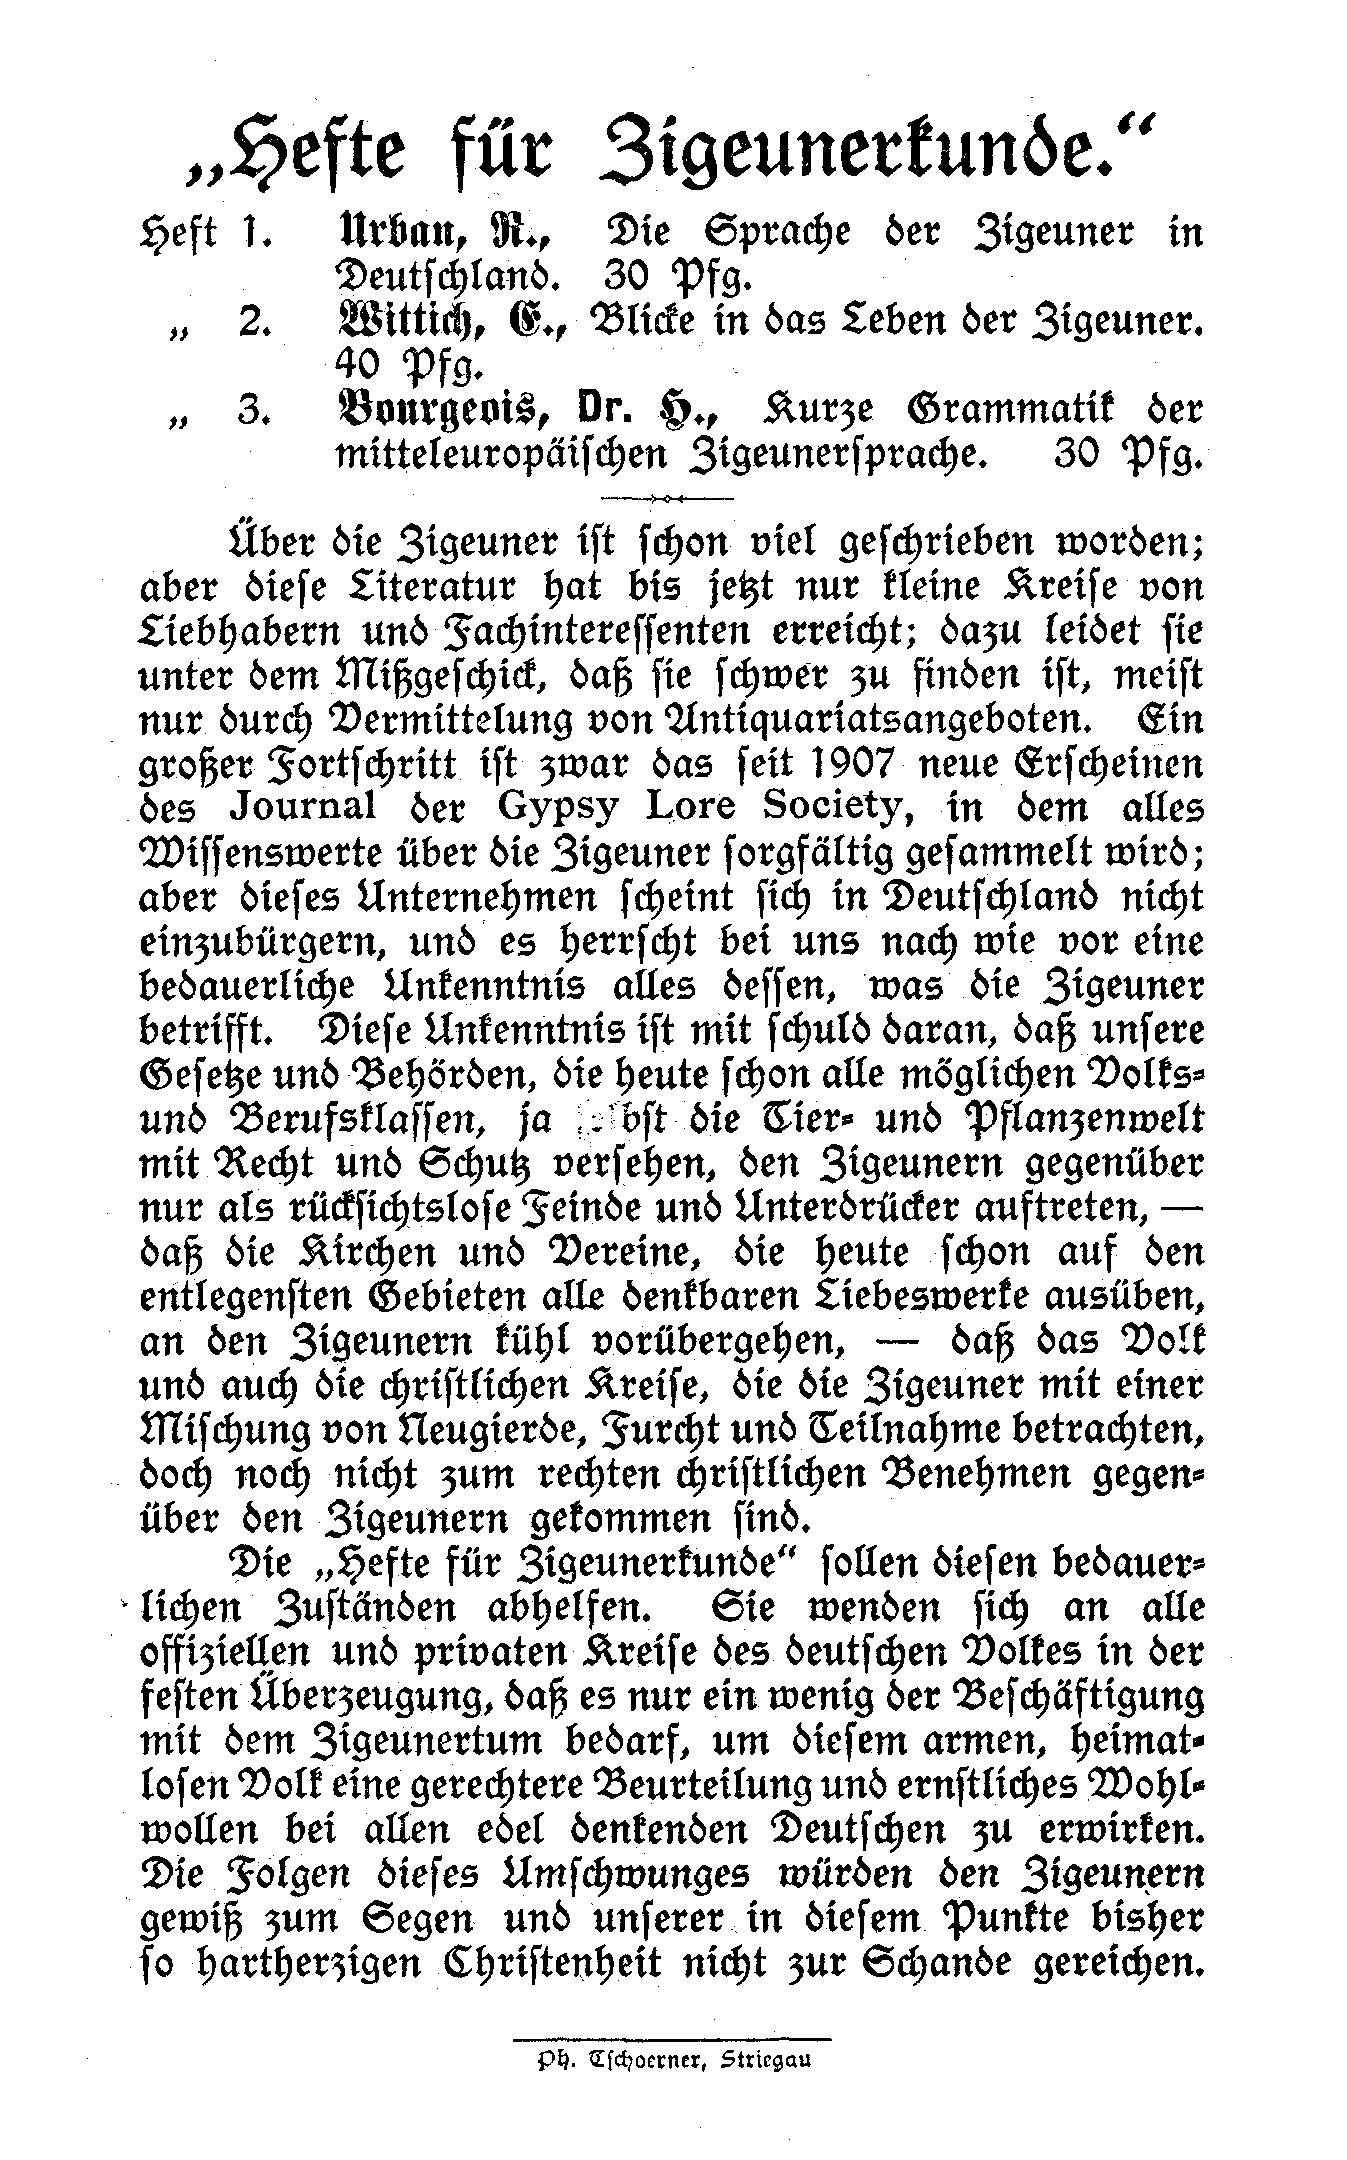 „Hefte für Zigeunerkunde.“
Heft 1. Urban, R., Die Sprache der Zigeuner in
Deutschland. 30 Pfg.
„ 2. Wittich, E., Blicke in das Leben der Zigeuner.
40 Pfg.
„ 3. Bourgeois, Dr. H., Kurze Grammatik der
mitteleuropäischen Zigeunersprache. 30 Pfg.
Über die Zigeuner ist schon viel geschrieben worden;
aber diese Literatur hat bis jetzt nur kleine Kreise von
Liebhabern und Fachinteressenten erreicht; dazu leidet sie
unter dem Mißgeschick, daß sie schwer zu finden ist, meist
nur durch Vermittelung von Antiquariatsangeboten. Ein
großer Fortschritt ist zwar das seit 1907 neue Erscheinen
des Journal der Gypsy Lore Society, in dem alles
Wissenswerte über die Zigeuner sorgfältig gesammelt wird;
aber dieses Unternehmen scheint sich in Deutschland nicht
einzubürgern, und es herrscht bei uns nach wie vor eine
bedauerliche Unkenntnis alles dessen, was die Zigeuner
betrifft. Diese Unkenntnis ist mit schuld daran, daß unsere
Gesetze und Behörden, die heute schon alle möglichen Volks-
und Berufsklassen, ja selbst die Tier- und Pflanzenwelt
mit Recht und Schutz versehen, den Zigeunern gegenüber
nur als rücksichtslose Feinde und Unterdrücker auftreten, —
daß die Kirchen und Vereine, die heute schon auf den
entlegensten Gebieten alle denkbaren Liebeswerke ausüben,
an den Zigeunern kühl vorübergehen, — daß das Volk
und auch die christlichen Kreise, die die Zigeuner mit einer
Mischung von Neugierde, Furcht und Teilnahme betrachten,
doch noch nicht zum rechten christlichen Benehmen gegen-
über den Zigeunern gekommen sind.
Die „Hefte für Zigeunerkunde“ sollen diesen bedauer-
lichen Zuständen abhelfen. Sie wenden sich an alle
offiziellen und privaten Kreise des deutschen Volkes in der
festen Überzeugung, daß es nur ein wenig der Beschäftigung
mit dem Zigeunertum bedarf, um diesem armen, heimat-
losen Volk eine gerechtere Beurteilung und ernstliches Wohl-
wollen bei allen edel denkenden Deutschen zu erwirken.
Die Folgen dieses Umschwunges würden den Zigeunern
gewiß zum Segen und unserer in diesem Punkte bisher
so hartherzigen Christenheit nicht zur Schande gereichen.
Ph. Tschoerner, Striegau